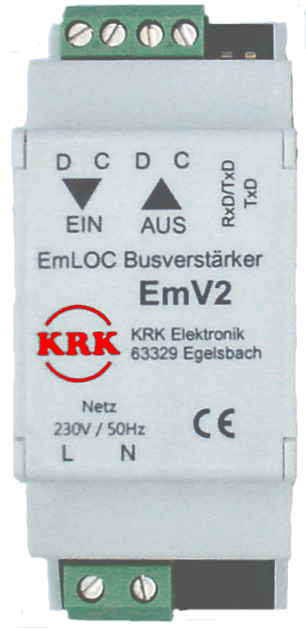 D C D C
EIN AUS
RxD/TxD
TxD
EmLOC Busverstärker
EmV2
KRK
KRK Elektronik
63329 Egelsbach
Netz
230V / 50Hz
L N
CE